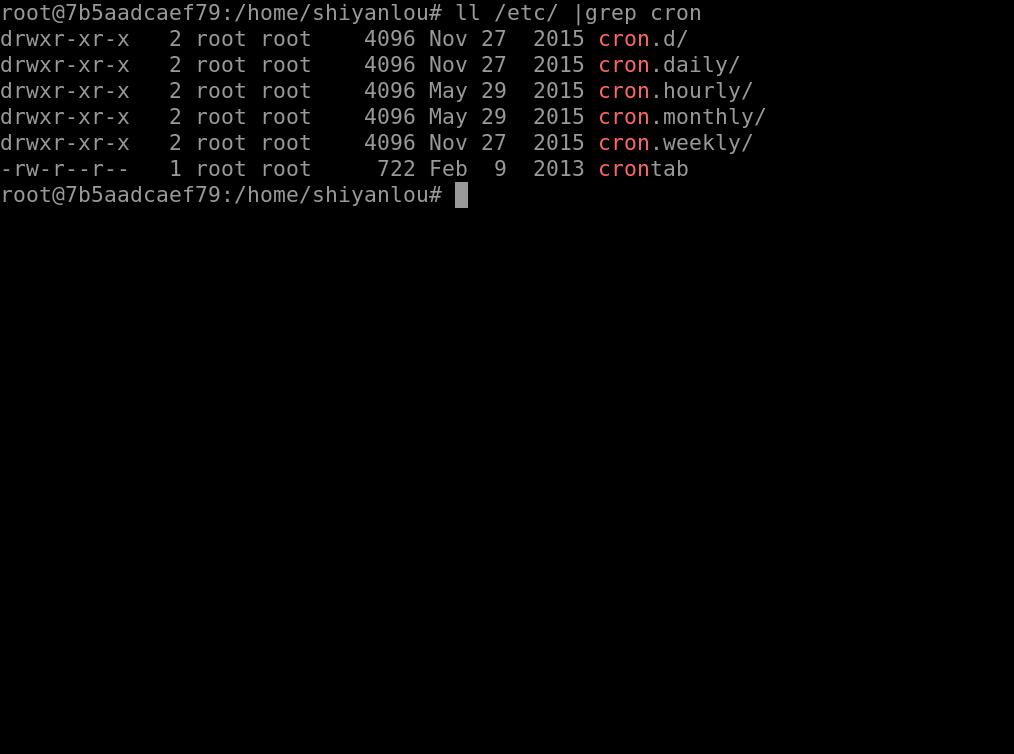 root@7b5aadcaef79:/home/shiyanlou# ll /etc/ |grep cron
drwxr-xr-x   2 root root    4096 Nov 27  2015 cron.d/
drwxr-xr-x   2 root root    4096 Nov 27  2015 cron.daily/
drwxr-xr-x   2 root root    4096 May 29  2015 cron.hourly/
drwxr-xr-x   2 root root    4096 May 29  2015 cron.monthly/
drwxr-xr-x   2 root root    4096 Nov 27  2015 cron.weekly/
-rw-r--r--   1 root root     722 Feb  9  2013 crontab
root@7b5aadcaef79:/home/shiyanlou#